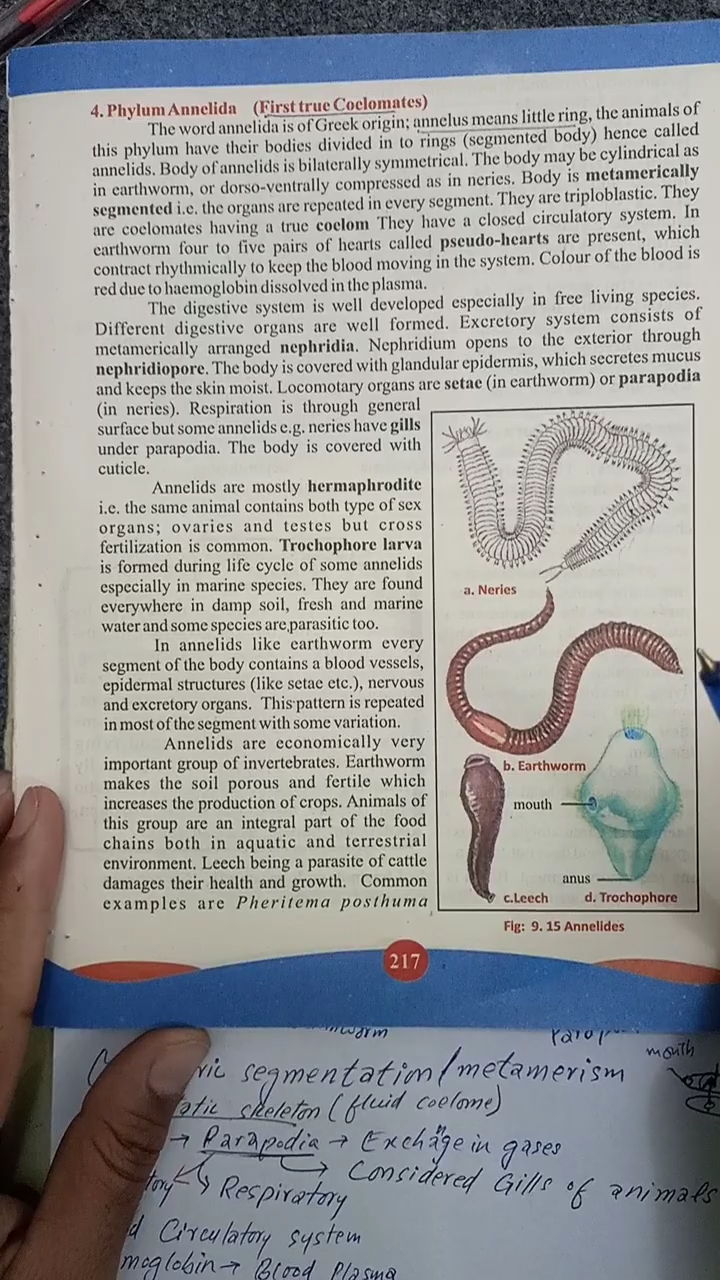 4. Phylum Annelida (First true Coelomates)
The word annelida is of Greek origin; annelus means little ring, the animals of
this phylum have their bodies divided in to rings (segmented body) hence called
annelids. Body of annelids is bilaterally symmetrical. The body may be cylindrical as
in earthworm, or dorso-ventrally compressed as in neries. Body is metamerically
segmented i.e. the organs are repeated in every segment. They are triploblastic. They
are coelomates having a true coelom They have a closed circulatory system. In
earthworm four to five pairs of hearts called pseudo-hearts are present, which
contract rhythmically to keep the blood moving in the system. Colour of the blood is
red due to haemoglobin dissolved in the plasma.
The digestive system is well developed especially in free living species.
Different digestive organs are well formed. Excretory system consists of
metamerically arranged nephridia. Nephridium opens to the exterior through
nephridiopore. The body is covered with glandular epidermis, which secretes mucus
and keeps the skin moist. Locomotary organs are setae (in earthworm) or parapodia
(in neries). Respiration is through general
surface but some annelids e.g. neries have gills
under parapodia. The body is covered with
cuticle.
Annelids are mostly hermaphrodite
i.e. the same animal contains both type of sex
organs; ovaries and testes but cross
fertilization is common. Trochophore larva
is formed during life cycle of some annelids
especially in marine species. They are found
everywhere in damp soil, fresh and marine
water and some species are parasitic too.
In annelids like earthworm every
segment of the body contains a blood vessels,
epidermal structures (like setae etc.), nervous
and excretory organs. This pattern is repeated
in most of the segment with some variation.
Annelids are economically very
important group of invertebrates. Earthworm
makes the soil porous and fertile which
increases the production of crops. Animals of
this group are an integral part of the food
chains both in aquatic and terrestrial
environment. Leech being a parasite of cattle
damages their health and growth. Common
examples are Pheritema posthuma
a. Neries
b. Earthworm
mouth
anus
c.Leech d. Trochophore
Fig: 9. 15 Annelides
217
mouth
segmentation/metamerism
skeleton (fluid coelome)
→ Parapodia → Exchange in gases
Considered Gills of animals
Respiratory
Circulatory system
→ Blood Plasma